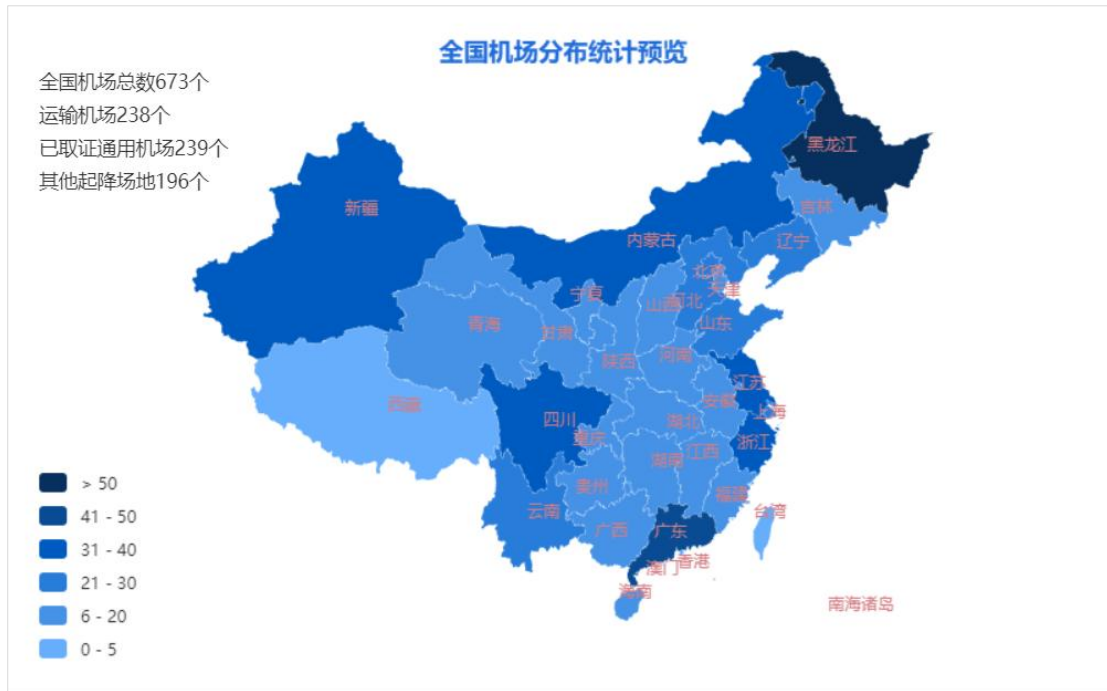 全国机场分布统计预览
全国机场总数673个
运输机场238个
已取证通用机场239个
其他起降场地196个
黑龙江
新疆
吉林
内蒙古
辽宁
北京
天津
宁夏
山西
河北
青海
甘肃
山东
陕西
河南
西藏
江苏
安徽
上海
四川
湖北
重庆
浙江
江西
湖南
贵州
福建
云南
台湾
广西
广东
澳门
香港
海南
南海诸岛
> 50
41 - 50
31 - 40
21 - 30
6 - 20
0 - 5